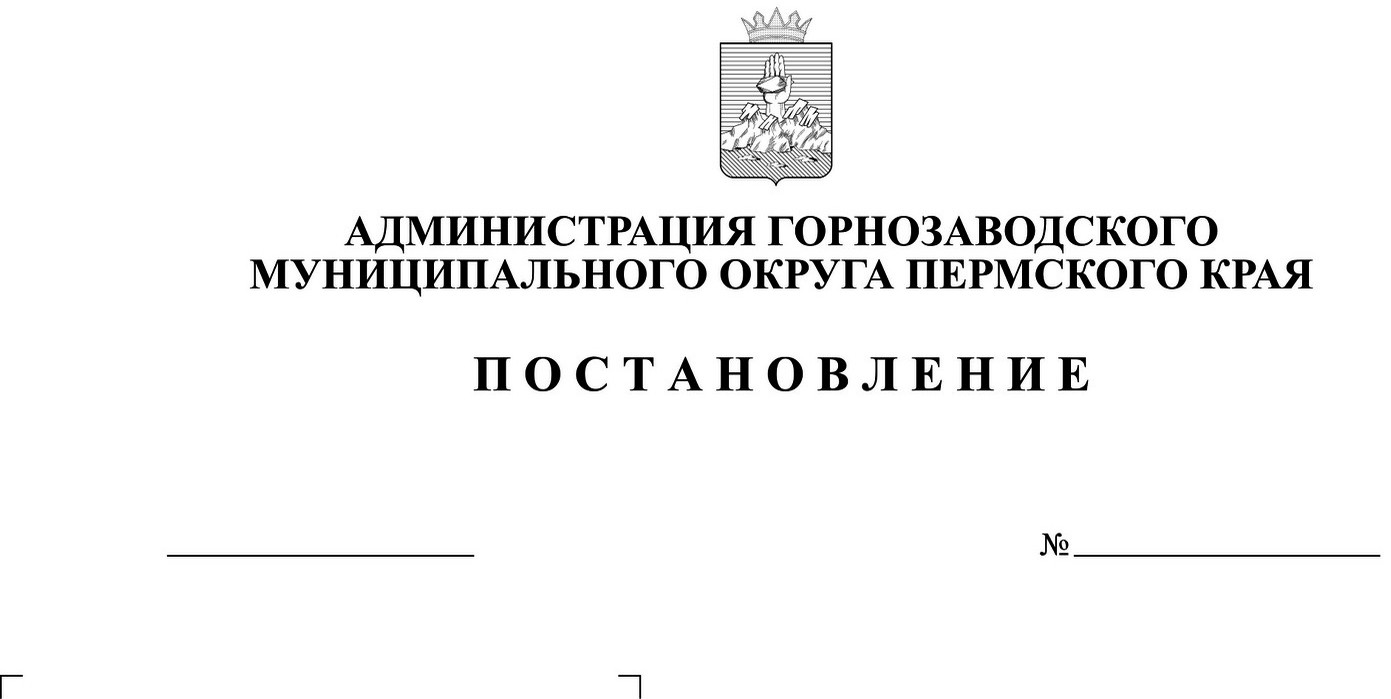 АДМИНИСТРАЦИЯ ГОРНОЗАВОДСКОГО
МУНИЦИПАЛЬНОГО ОКРУГА ПЕРМСКОГО КРАЯ
П О С Т А Н О В Л Е Н И Е
№